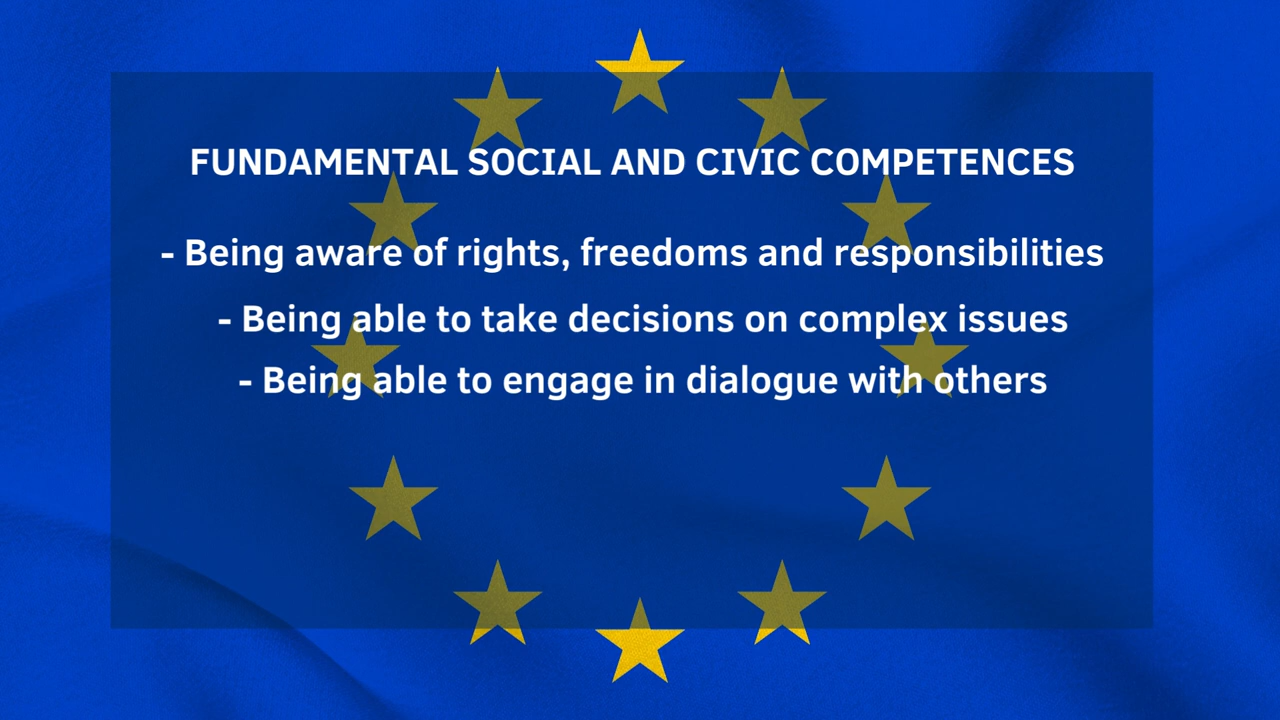 FUNDAMENTAL SOCIAL AND CIVIC COMPETENCES
- Being aware of rights, freedoms and responsibilities
- Being able to take decisions on complex issues
- Being able to engage in dialogue with others